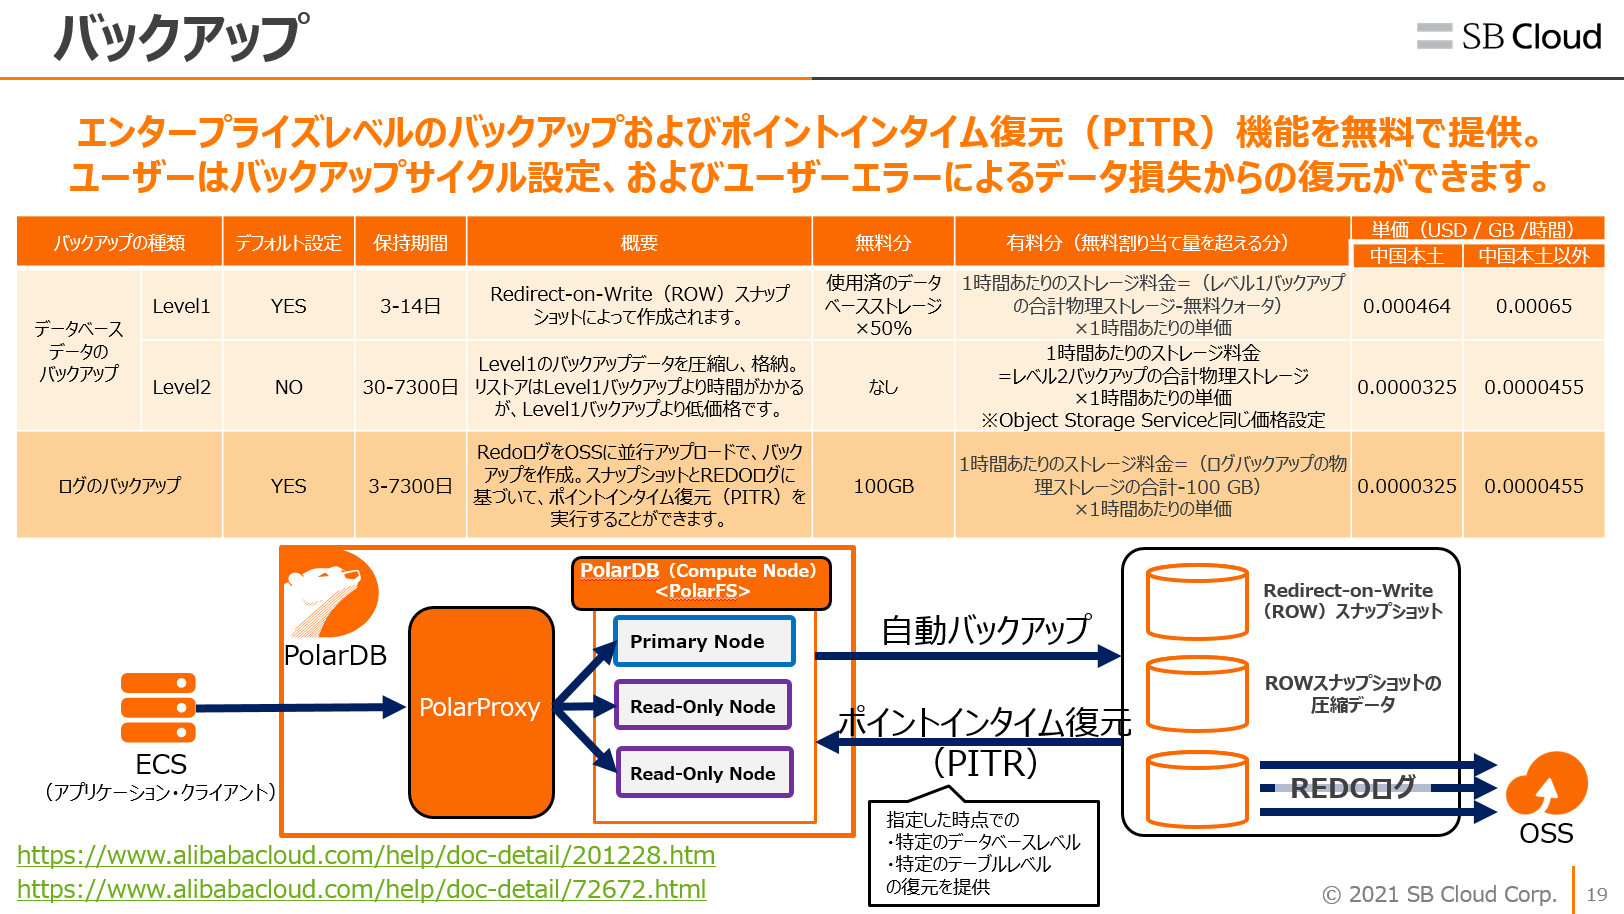 バックアップ
SB Cloud
エンタープライズレベルのバックアップおよびポイントインタイム復元（PITR）機能を無料で提供。
ユーザーはバックアップサイクル設定、およびユーザーエラーによるデータ損失からの復元ができます。
バックアップの種類
デフォルト設定
保持期間
概要
無料分
有料分（無料割り当て量を超える分）
単価（USD / GB /時間）
中国本土
中国本土以外
データベース
データの
バックアップ
Level1
YES
3-14日
Redirect-on-Write（ROW）スナップ
ショットによって作成されます。
使用済のデータ
ベースストレージ
×50%
1時間あたりのストレージ料金＝（レベル1バックアップ
の合計物理ストレージ-無料クォータ）
×1時間あたりの単価
0.000464
0.00065
Level2
NO
30-7300日
Level1のバックアップデータを圧縮し、格納。
リストアはLevel1バックアップより時間がかかる
が、Level1バックアップより低価格です。
なし
1時間あたりのストレージ料金
=レベル2バックアップの合計物理ストレージ
×1時間あたりの単価
※Object Storage Serviceと同じ価格設定
0.0000325
0.0000455
ログのバックアップ
YES
3-7300日
RedoログをOSSに並行アップロードで、バック
アップを作成。スナップショットとREDOログに
基づいて、ポイントインタイム復元（PITR）を
実行することができます。
100GB
1時間あたりのストレージ料金＝（ログバックアップの物
理ストレージの合計-100 GB）
×1時間あたりの単価
0.0000325
0.0000455
PolarDB
PolarDB（Compute Node）
<PolarFS>
Primary Node
Read-Only Node
Read-Only Node
PolarProxy
ECS
（アプリケーション・クライアント）
自動バックアップ
ポイントインタイム復元
（PITR）
指定した時点での
・特定のデータベースレベル
・特定のテーブルレベル
の復元を提供
Redirect-on-Write
（ROW）スナップショット
ROWスナップショットの
圧縮データ
REDOログ
OSS
https://www.alibabacloud.com/help/doc-detail/201228.htm
https://www.alibabacloud.com/help/doc-detail/72672.html
© 2021 SB Cloud Corp.
19